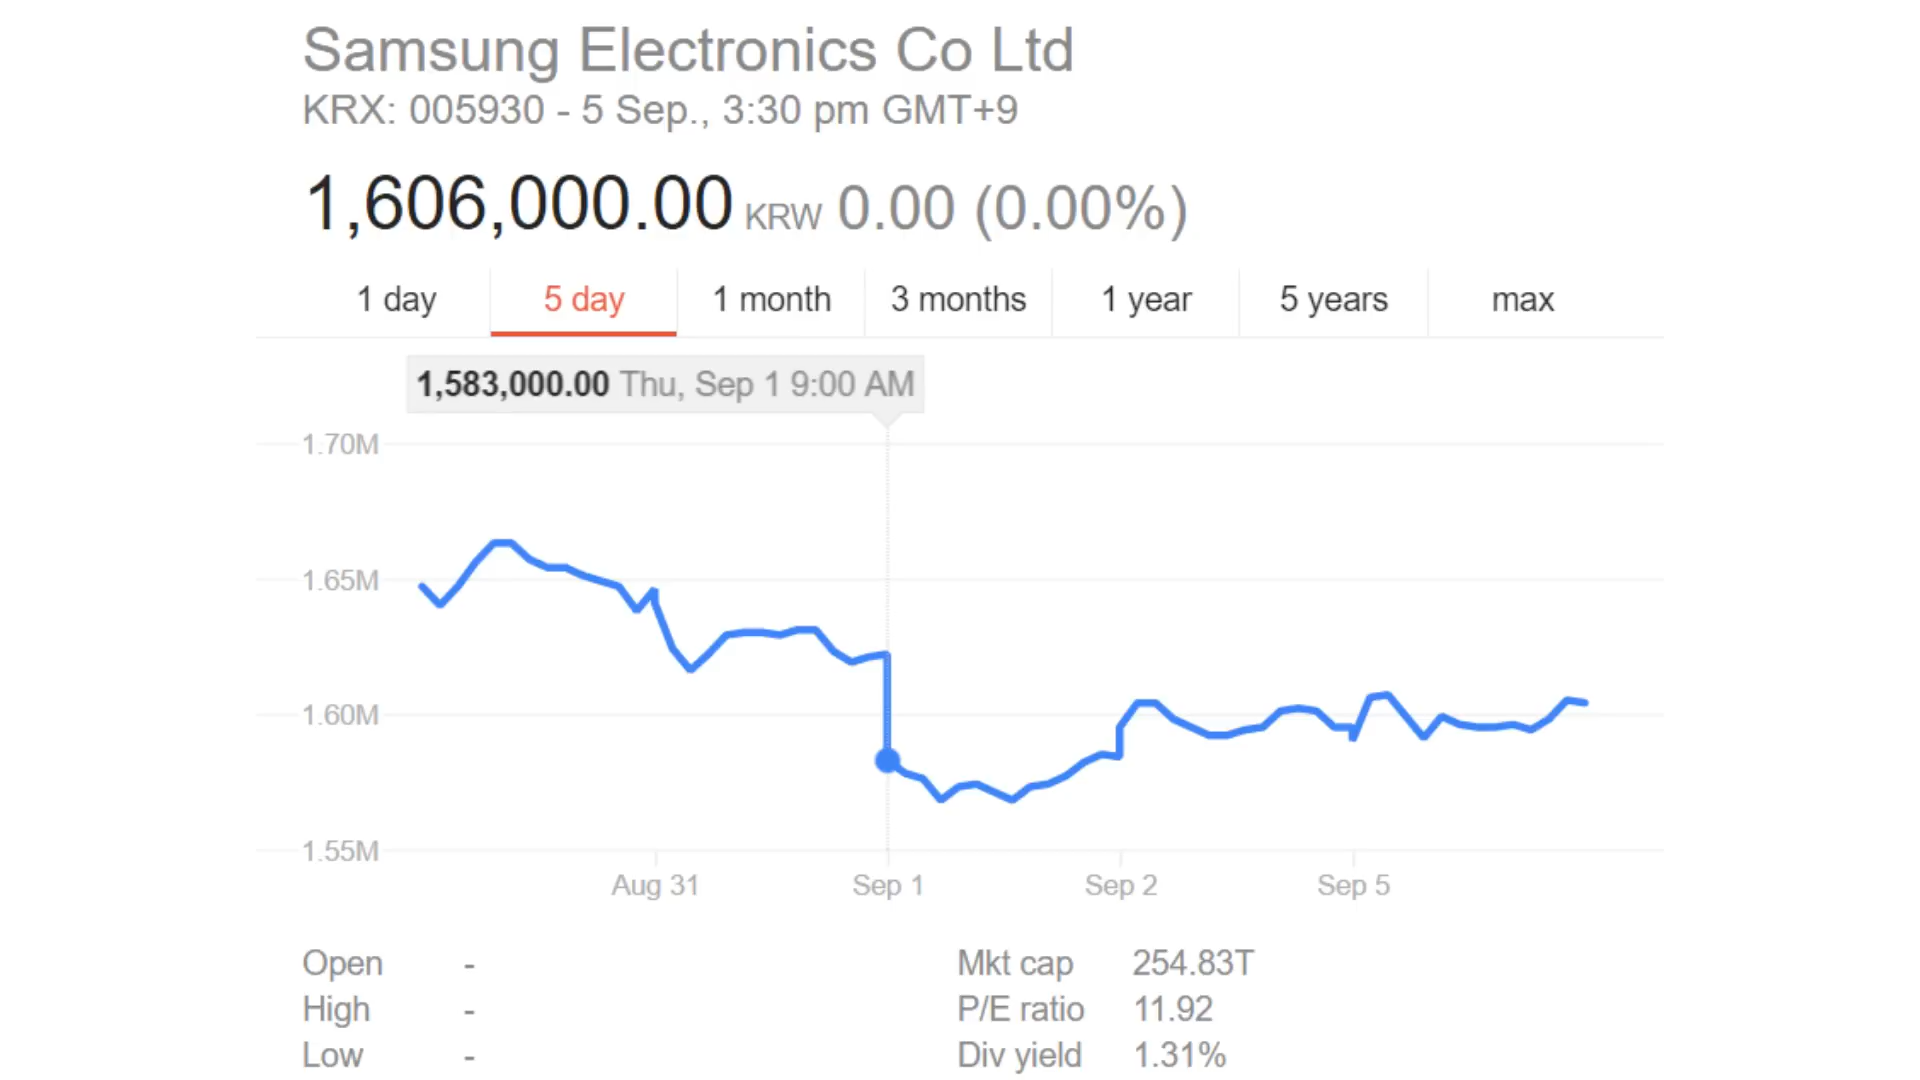 Samsung Electronics Co Ltd
KRX: 005930 - 5 Sep., 3:30 pm GMT+9
1,606,000.00 KRW 0.00 (0.00%)
1 day 5 day 1 month 3 months 1 year 5 years max
1,583,000.00 Thu, Sep 1 9:00 AM
1.70M
1.65M
1.60M
1.55M
Aug 31 Sep 1 Sep 2 Sep 5
Open - Mkt cap 254.83T
High - P/E ratio 11.92
Low - Div yield 1.31%